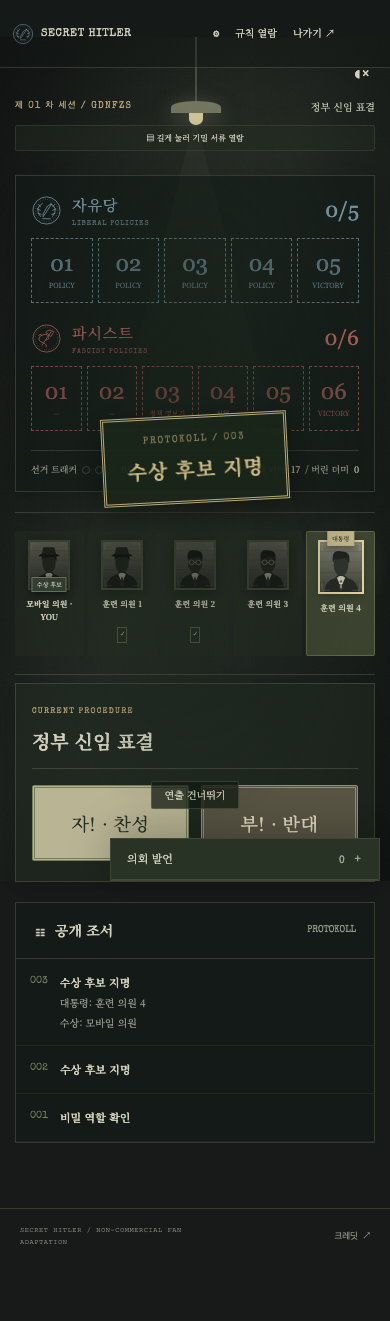 SECRET HITLER
규칙 열람
나가기 ↗
제 01 차 세션 / GDNFZS
정부 신임 표결
길게 눌러 기밀 서류 열람
자유당
LIBERAL POLICIES
0/5
01 02 03 04 05
POLICY POLICY POLICY POLICY VICTORY
파시스트
FASCIST POLICIES
0/6
01 02 03 04 05 06
VICTORY
PROTOKOLL / 003
수상 후보 지명
선거 트래커
17 / 버린 더미 0
대통령
수상 후보
모바일 의원 · YOU
훈련 의원 1
훈련 의원 2
훈련 의원 3
훈련 의원 4
CURRENT PROCEDURE
정부 신임 표결
연출 건너뛰기
자! · 찬성
부! · 반대
의회 발언
0 +
공개 조서
PROTOKOLL
003 수상 후보 지명
대통령: 훈련 의원 4
수상: 모바일 의원
002 수상 후보 지명
001 비밀 역할 확인
SECRET HITLER / NON-COMMERCIAL FAN
ADAPTATION
크레딧 ↗